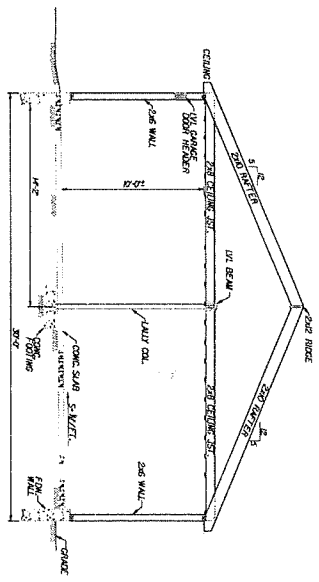 2x12 RIDGE
12
5
2x10 RAFTER
2x10 RAFTER
12
5
CEILING
2x8 CEILING JST.
LVL BEAM
2x8 CEILING JST.
LVL GARAGE
DOOR HEADER
2x6 WALL
10'-0"±
LALLY COL.
2x6 WALL
CONC. SLAB
CONC.
FOOTING
FDN.
WALL
GRADE
14'-2"
30'-0"